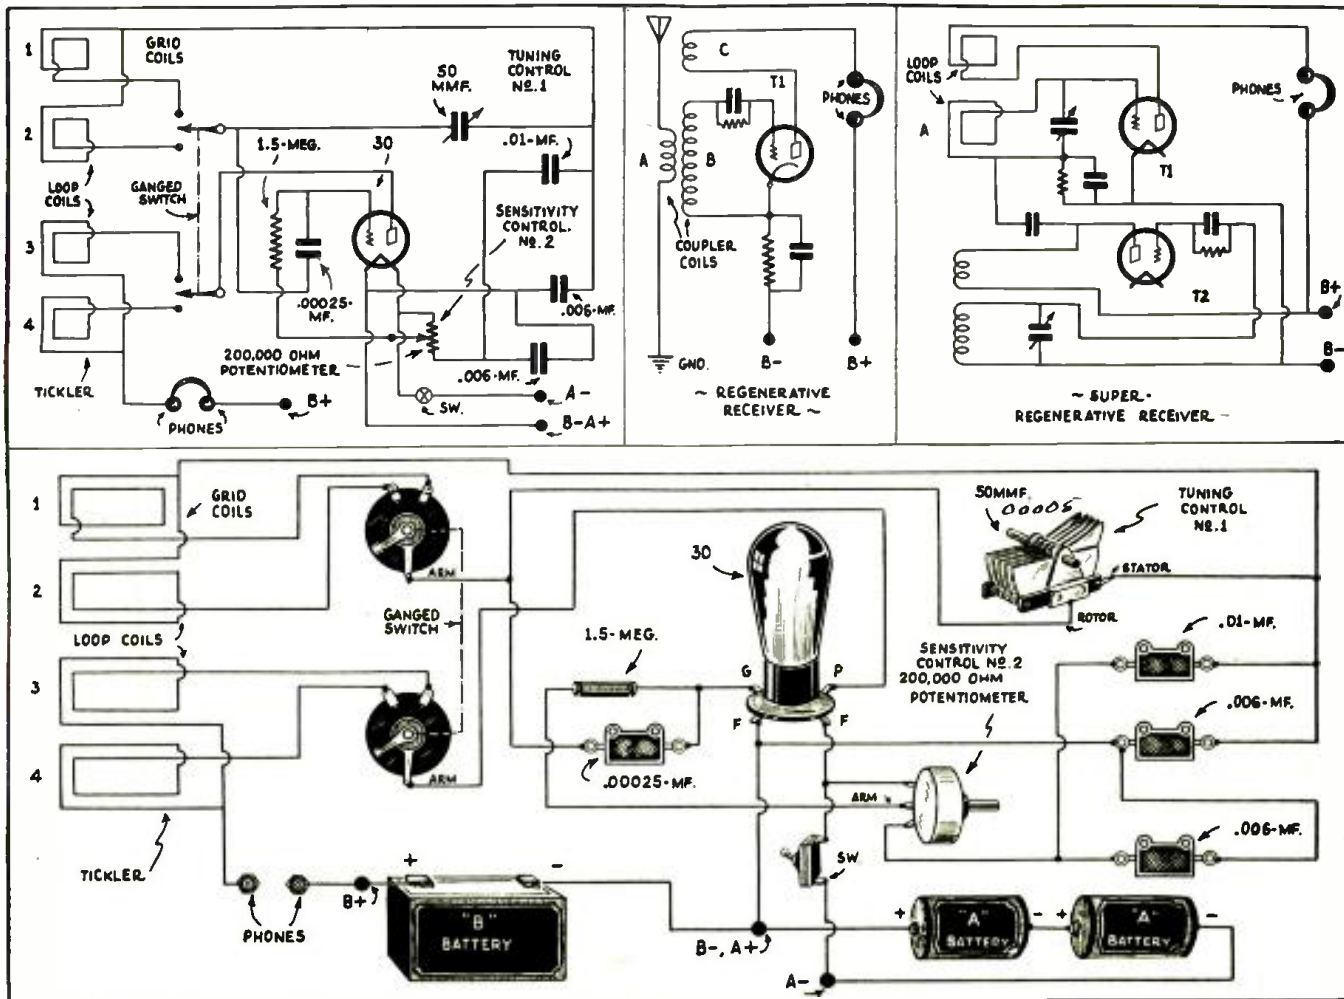 1
GRID
COILS
2
LOOP
COILS
GANGED
SWITCH
3
4
TICKLER
1.5-MEG.
30
50
MMF.
TUNING
CONTROL
Nº.1
.01-MF.
SENSITIVITY
CONTROL.
Nº.2
.00025-
MF.
.006-MF.
200,000 OHM
POTENTIOMETER
.006-MF.
SW.
A-
B-A+
PHONES
B+
C
T1
PHONES
A
B
COUPLER
COILS
GND.
B-
B+
~ REGENERATIVE
RECEIVER ~
LOOP
COILS
A
PHONES
T1
T2
B+
B-
~ SUPER-
REGENERATIVE RECEIVER -
1
GRID
COILS
2
LOOP COILS
3
4
TICKLER
ARM
GANGED
SWITCH
ARM
1.5-MEG.
.00025-MF.
30
G
P
F
F
50MMF.
00005
TUNING
CONTROL
Nº.1
STATOR
ROTOR
SENSITIVITY
CONTROL Nº.2
200,000 OHM
POTENTIOMETER
ARM
.01-MF.
.006-MF.
.006-MF.
SW.
PHONES
B+
+
-
"B"
BATTERY
B-, A+
+
"A"
BATTERY
-
+
"A"
BATTERY
-
A-